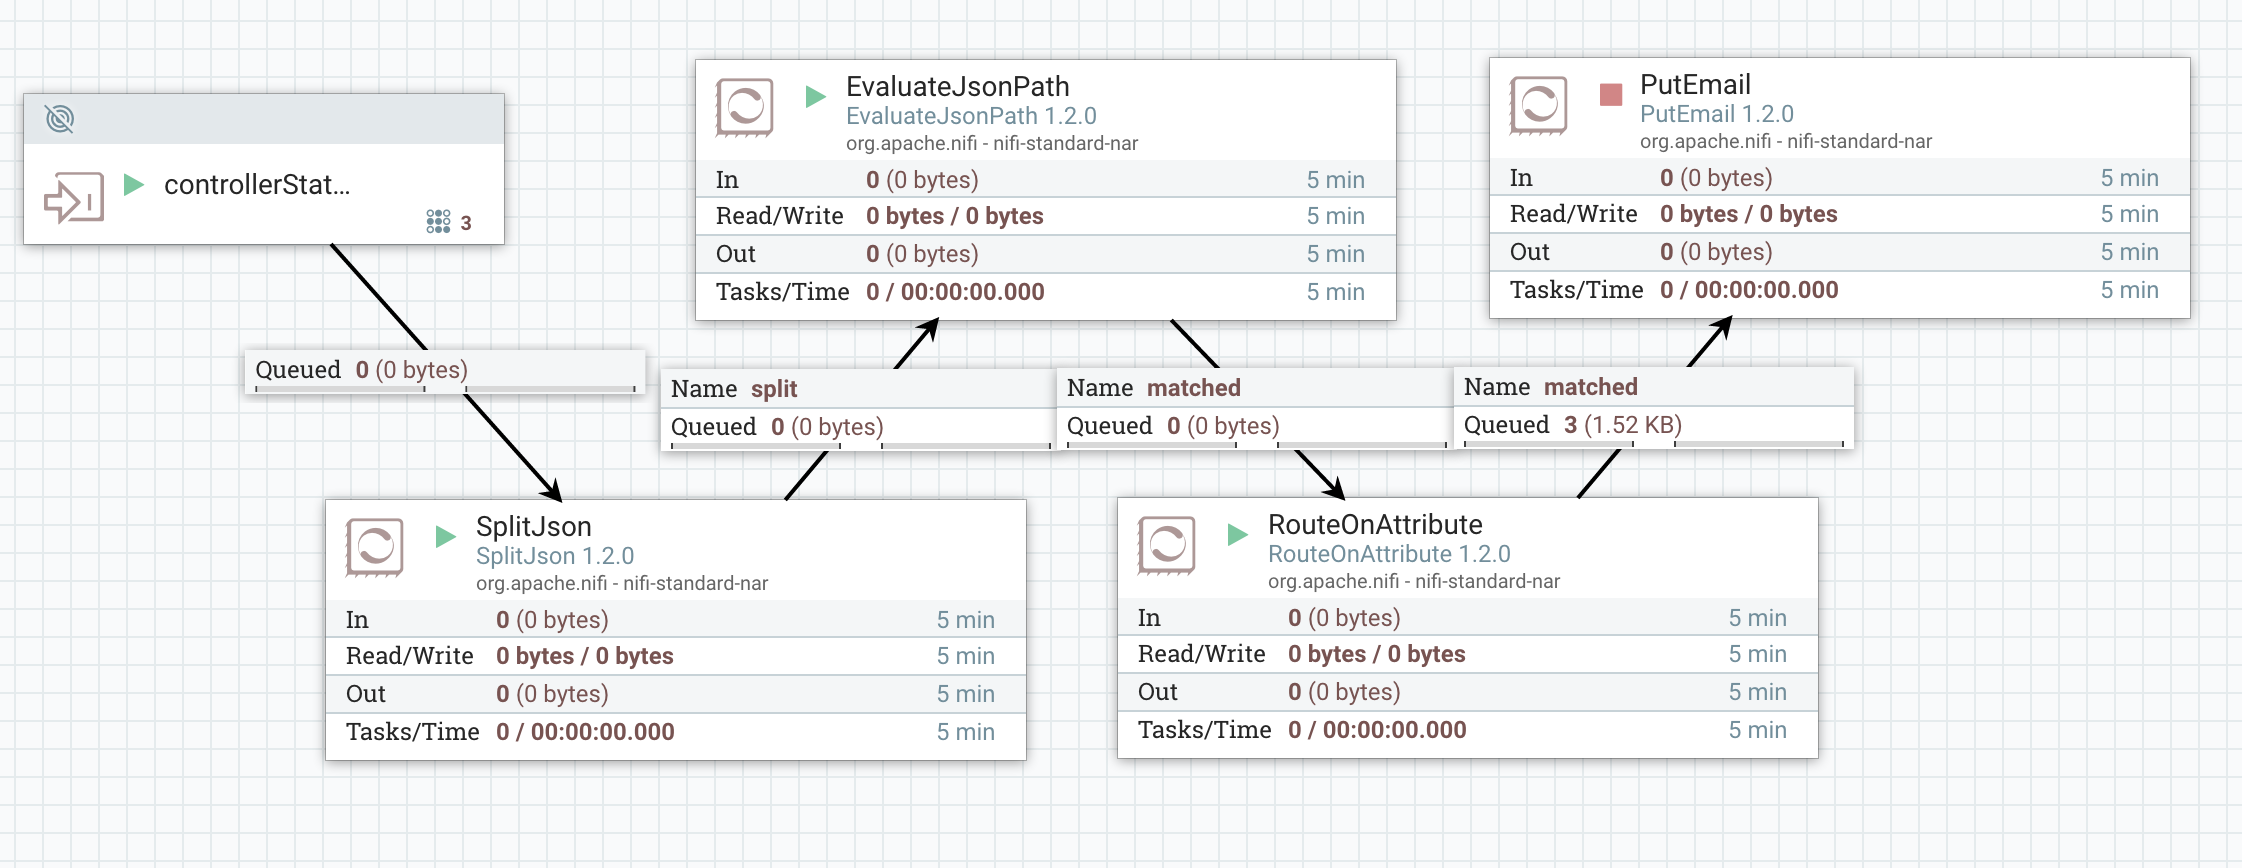 controllerStat...
3
Queued 0 (0 bytes)
EvaluateJsonPath
EvaluateJsonPath 1.2.0
org.apache.nifi - nifi-standard-nar
In 0 (0 bytes) 5 min
Read/Write 0 bytes / 0 bytes 5 min
Out 0 (0 bytes) 5 min
Tasks/Time 0 / 00:00:00.000 5 min
PutEmail
PutEmail 1.2.0
org.apache.nifi - nifi-standard-nar
In 0 (0 bytes) 5 min
Read/Write 0 bytes / 0 bytes 5 min
Out 0 (0 bytes) 5 min
Tasks/Time 0 / 00:00:00.000 5 min
Name split
Queued 0 (0 bytes)
Name matched
Queued 0 (0 bytes)
Name matched
Queued 3 (1.52 KB)
SplitJson
SplitJson 1.2.0
org.apache.nifi - nifi-standard-nar
In 0 (0 bytes) 5 min
Read/Write 0 bytes / 0 bytes 5 min
Out 0 (0 bytes) 5 min
Tasks/Time 0 / 00:00:00.000 5 min
RouteOnAttribute
RouteOnAttribute 1.2.0
org.apache.nifi - nifi-standard-nar
In 0 (0 bytes) 5 min
Read/Write 0 bytes / 0 bytes 5 min
Out 0 (0 bytes) 5 min
Tasks/Time 0 / 00:00:00.000 5 min